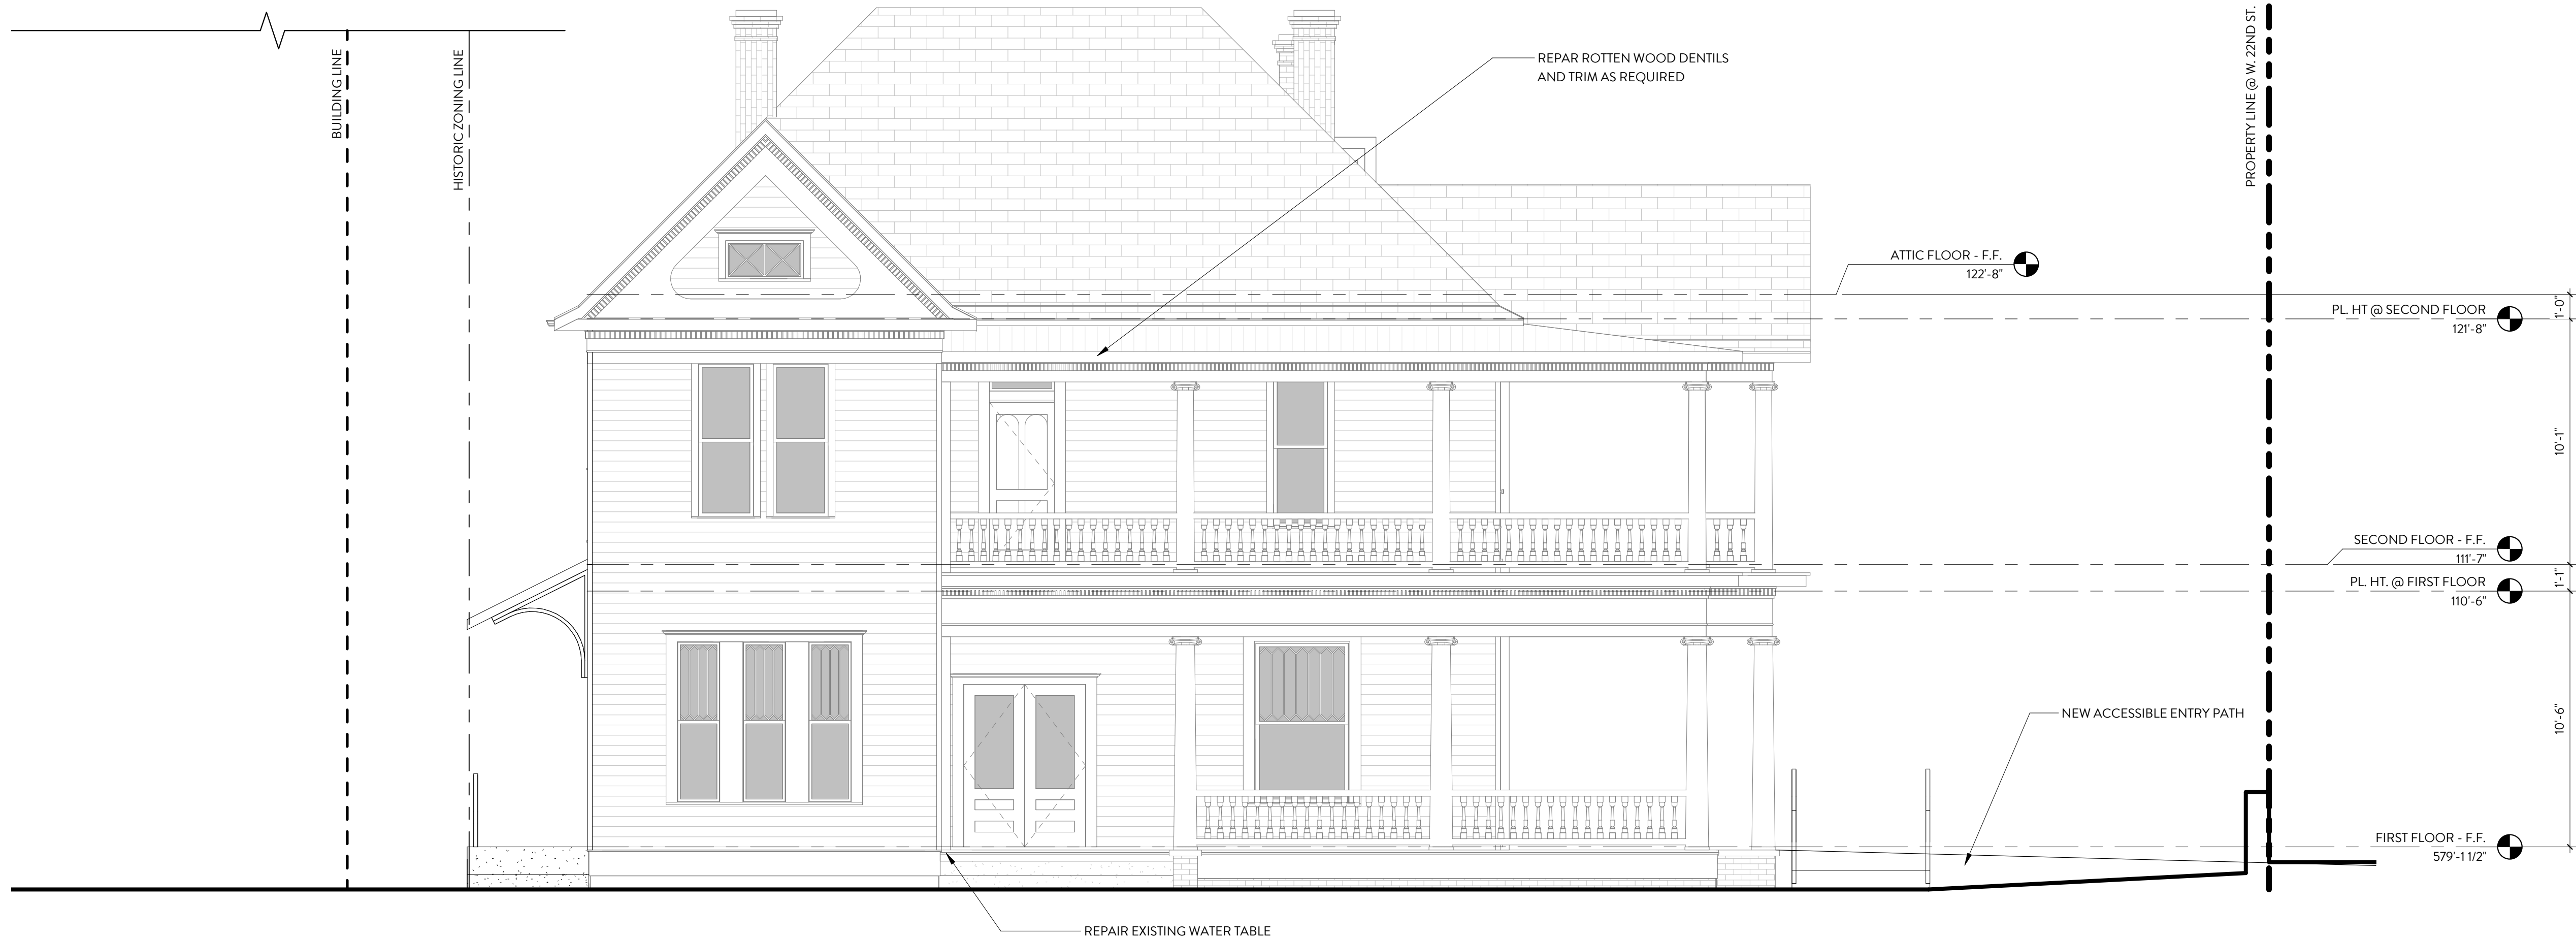 BUILDING LINE
HISTORIC ZONING LINE
REPAR ROTTEN WOOD DENTILS
AND TRIM AS REQUIRED
PROPERTY LINE @ W. 22ND ST.
ATTIC FLOOR - F.F.
122'-8"
1'-0"
PL. HT @ SECOND FLOOR
121'-8"
10'-1"
SECOND FLOOR - F.F.
111'-7"
1'-1"
PL. HT. @ FIRST FLOOR
110'-6"
NEW ACCESSIBLE ENTRY PATH
10'-6"
FIRST FLOOR - F.F.
579'-1 1/2"
REPAIR EXISTING WATER TABLE